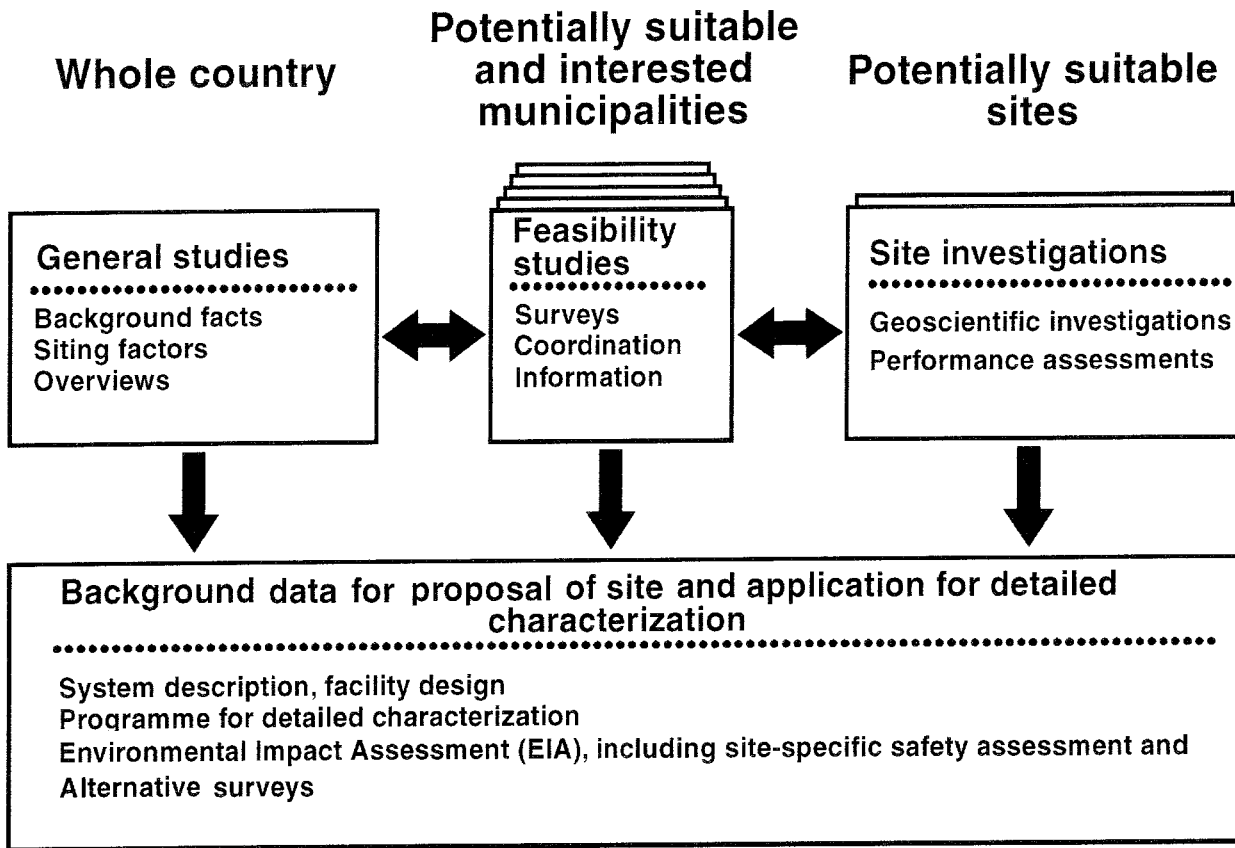 Whole country
Potentially suitable
and interested
municipalities
Potentially suitable
sites
General studies
Background facts
Siting factors
Overviews
Feasibility
studies
Surveys
Coordination
Information
Site investigations
Geoscientific investigations
Performance assessments
Background data for proposal of site and application for detailed
characterization
System description, facility design
Programme for detailed characterization
Environmental Impact Assessment (EIA), including site-specific safety assessment and
Alternative surveys